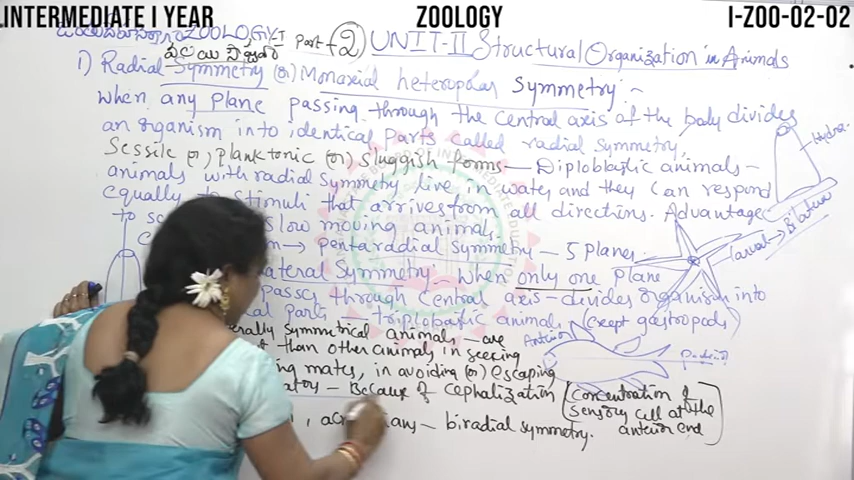 INTERMEDIATE I YEAR
ZOOLOGY
I-ZOO-02-02
ZOOLOGY-I Part-2 UNIT-II Structural Organization in Animals
1) Radial Symmetry (or) Monaxial heteropolar Symmetry :-
When any plane passing through the central axis of the body divides
an organism into identical parts called radial symmetry.
Sessile (or) Planktonic (or) Sluggish forms — Diploblastic animals -
animals with radial symmetry live in water and they can respond
equally to stimuli that arrives from all directions. Advantage
to slow moving animals.
→ pentaradial symmetry - 5 planes.
Hydra.
larval → Bilateral
lateral Symmetry - When only one plane
passes through central axis - divides organism into
parts - triploblastic animals (except gastropods)
symmetrical animals - are
than other animals in seeking
mates, in avoiding (or) escaping
- Because of cephalization (Concentration of
Sensory cell at the
anterior end)
Anterior
- biradial symmetry.